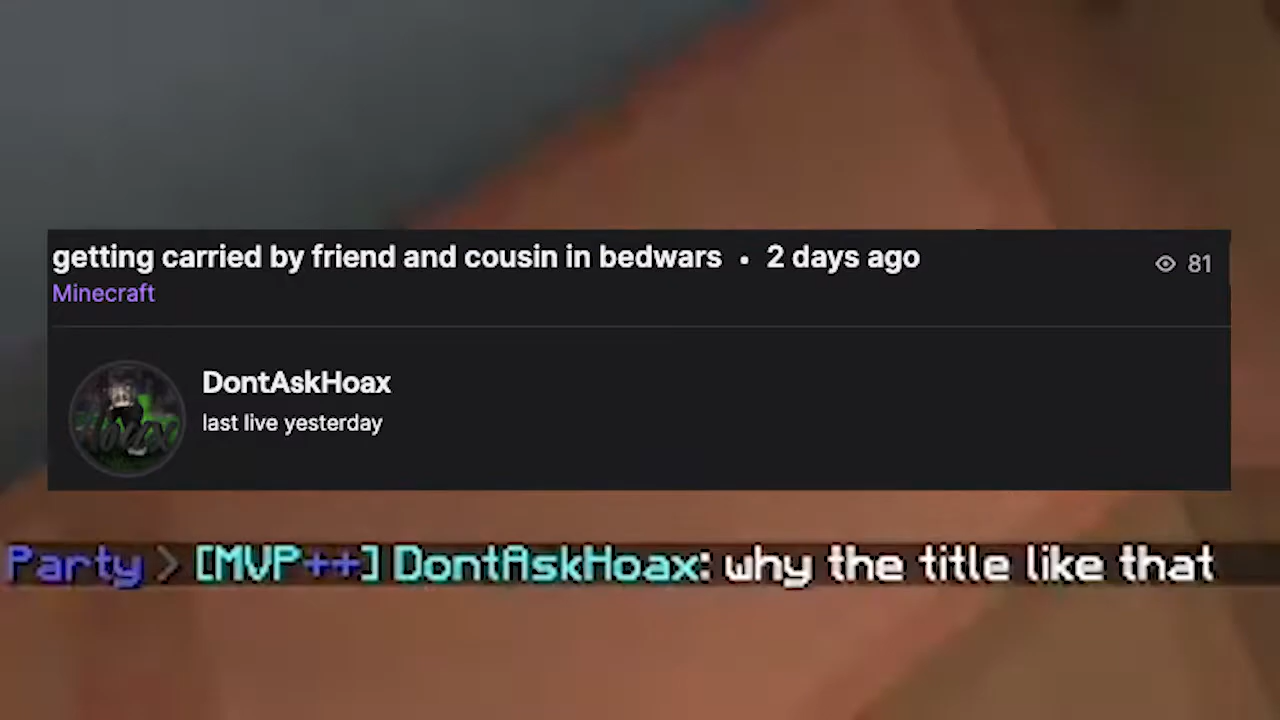 getting carried by friend and cousin in bedwars • 2 days ago
81
Minecraft
DontAskHoax
last live yesterday
Party > [MVP++] DontAskHoax: why the title like that